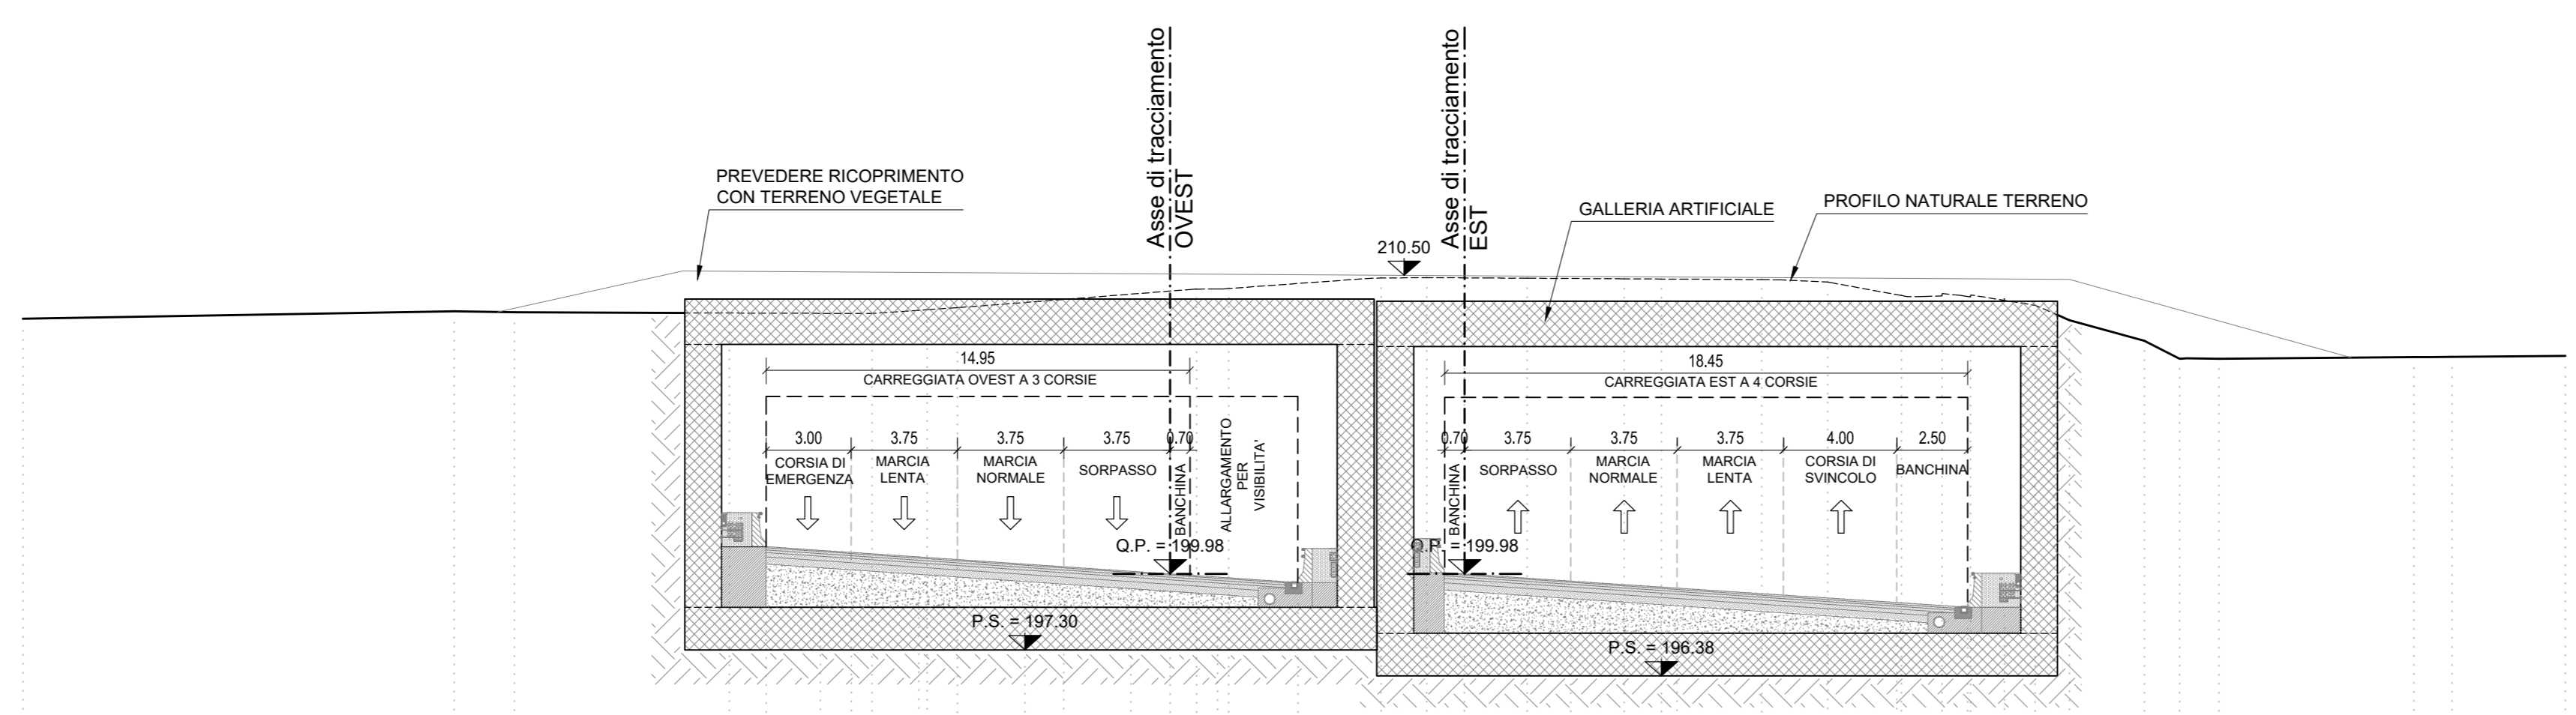 Asse di tracciamento
OVEST
Asse di tracciamento
EST
PREVEDERE RICOPRIMENTO
CON TERRENO VEGETALE
GALLERIA ARTIFICIALE
PROFILO NATURALE TERRENO
210.50
14.95
CARREGGIATA OVEST A 3 CORSIE
3.00
3.75
3.75
3.75
0.70
CORSIA DI
EMERGENZA
MARCIA
LENTA
MARCIA
NORMALE
SORPASSO
BANCHINA
ALLARGAMENTO
PER
VISIBILITA'
Q.P. = 199.98
P.S. = 197.30
18.45
CARREGGIATA EST A 4 CORSIE
0.70
3.75
3.75
3.75
4.00
2.50
BANCHINA
SORPASSO
MARCIA
NORMALE
MARCIA
LENTA
CORSIA DI
SVINCOLO
BANCHINA
Q.P. = 199.98
P.S. = 196.38